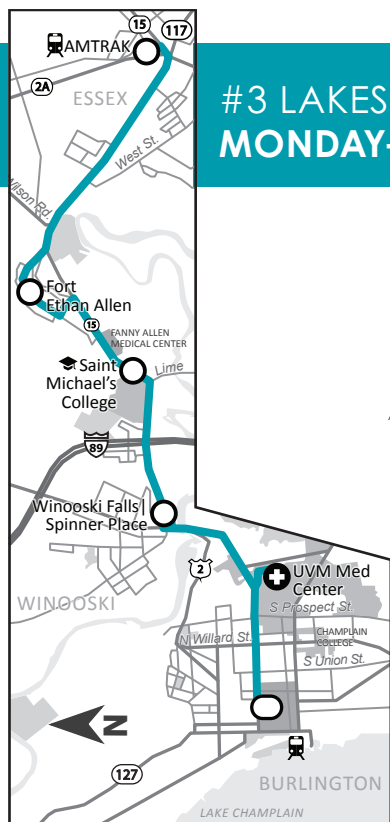 #3 LAKES
MONDAY-
15
117
AMTRAK
2A
ESSEX
West St.
Wilson Rd.
Fort
Ethan Allen
15
FANNY ALLEN
MEDICAL CENTER
Saint
Michael's
College
Lime
89
Winooski Falls|
Spinner Place
2
UVM Med
Center
WINOOSKI
S Prospect St.
N Willard St.
CHAMPLAIN
COLLEGE
S Union St.
N
127
BURLINGTON
LAKE CHAMPLAIN